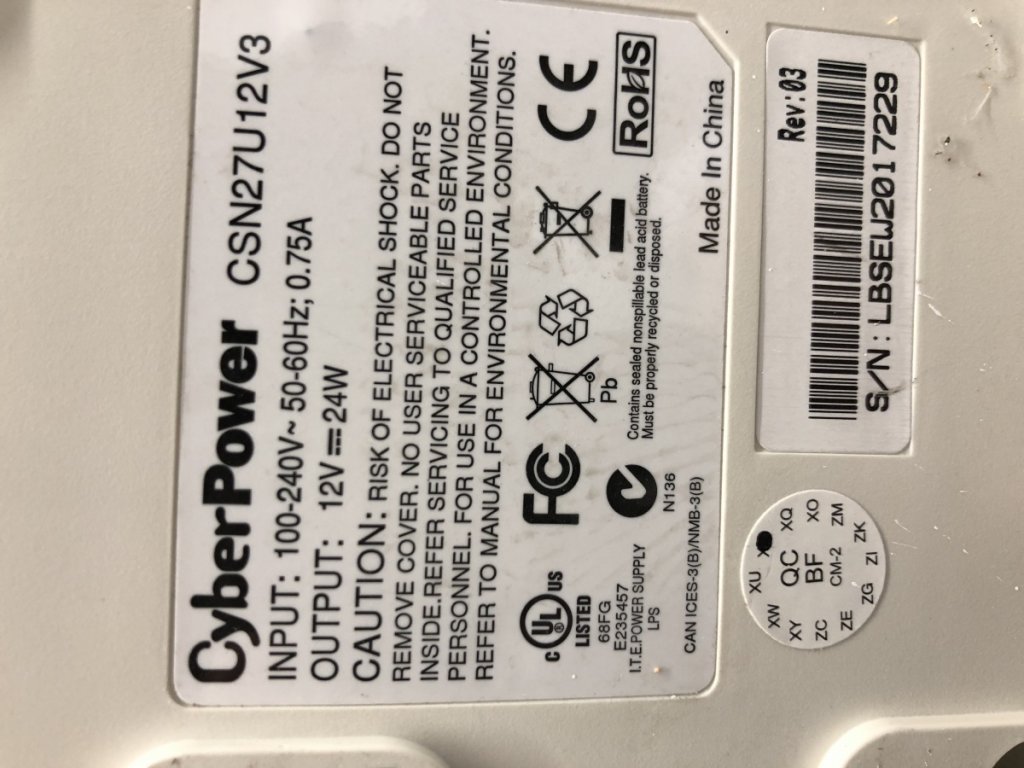 CyberPower CSN27U12V3
INPUT: 100-240V~ 50-60Hz; 0.75A
OUTPUT: 12V⎓24W
CAUTION: RISK OF ELECTRICAL SHOCK. DO NOT
REMOVE COVER. NO USER SERVICEABLE PARTS
INSIDE.REFER SERVICING TO QUALIFIED SERVICE
PERSONNEL. FOR USE IN A CONTROLLED ENVIRONMENT.
REFER TO MANUAL FOR ENVIRONMENTAL CONDITIONS.
C UL US
LISTED
68FG
E235457
I.T.E.POWER SUPPLY
LPS
FC
N136
CAN ICES-3(B)/NMB-3(B)
Pb
Contains sealed nonspillable lead acid battery.
Must be properly recycled or disposed.
CE
RoHS
Made In China
Rev:03
S/N:LBSEW2017229
XU
XQ
XW
QC
XO
XY
BF
ZC
CM-2
ZM
ZE
ZK
ZG
ZI